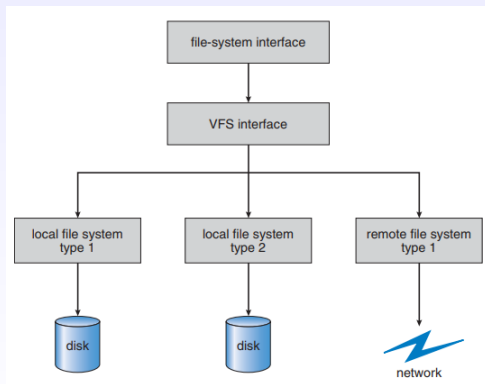 file-system interface
VFS interface
local file system
type 1
local file system
type 2
remote file system
type 1
disk
disk
network